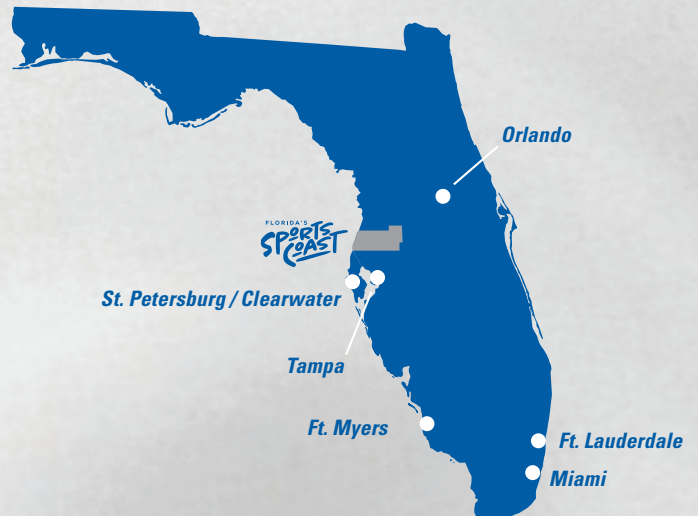 Orlando
FLORIDA'S
SPORTS
COAST
St. Petersburg / Clearwater
Tampa
Ft. Myers
Ft. Lauderdale
Miami